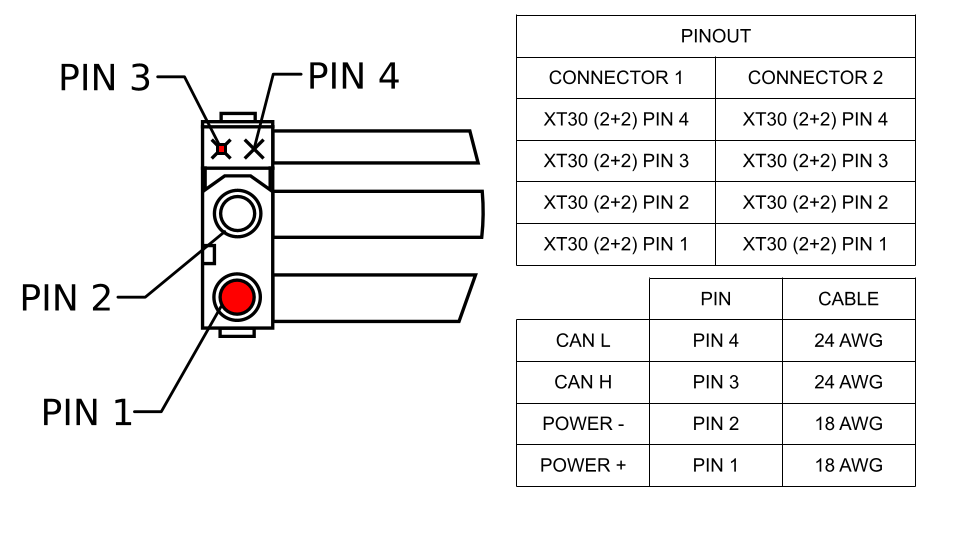 PIN 3
PIN 4
PIN 2
PIN 1
PINOUT
CONNECTOR 1 CONNECTOR 2
XT30 (2+2) PIN 4 XT30 (2+2) PIN 4
XT30 (2+2) PIN 3 XT30 (2+2) PIN 3
XT30 (2+2) PIN 2 XT30 (2+2) PIN 2
XT30 (2+2) PIN 1 XT30 (2+2) PIN 1
PIN CABLE
CAN L PIN 4 24 AWG
CAN H PIN 3 24 AWG
POWER - PIN 2 18 AWG
POWER + PIN 1 18 AWG